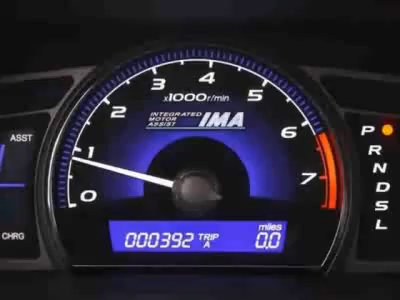 4
3
5
x1000r/min
2
6
INTEGRATED
MOTOR
ASSIST
IMA
1
7
0
ASST
CHRG
P
R
N
D
S
L
miles
000392 TRIP A 0.0